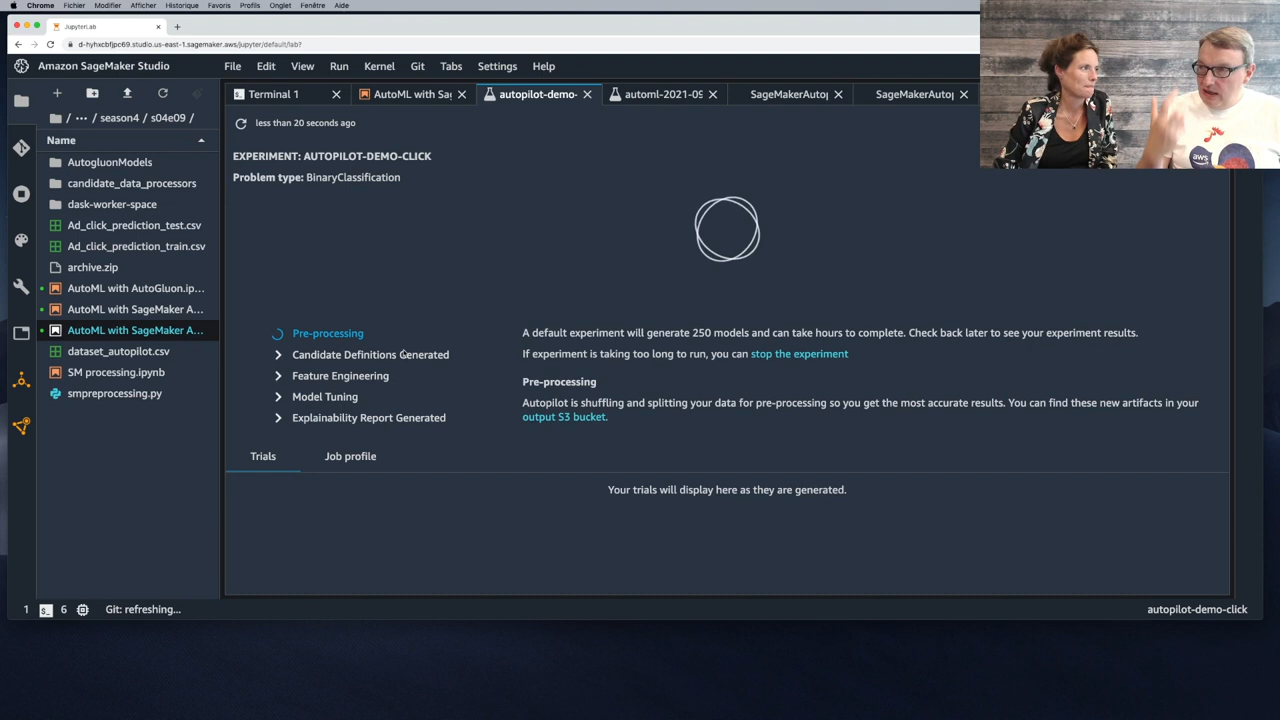 Chrome Fichier Modifier Afficher Historique Favoris Profils Onglet Fenêtre Aide
JupyterLab
d-hyhxcbfjpc69.studio.us-east-1.sagemaker.aws/jupyter/default/lab?
Amazon SageMaker Studio File Edit View Run Kernel Git Tabs Settings Help
Terminal 1 AutoML with Sag autopilot-demo- automl-2021-09 SageMakerAutop SageMakerAutop
/ ••• / season4 / s04e09 /
less than 20 seconds ago
Name
EXPERIMENT: AUTOPILOT-DEMO-CLICK
Problem type: BinaryClassification
AutogluonModels
candidate_data_processors
dask-worker-space
Ad_click_prediction_test.csv
Ad_click_prediction_train.csv
archive.zip
AutoML with AutoGluon.ip...
AutoML with SageMaker A...
AutoML with SageMaker A...
dataset_autopilot.csv
SM processing.ipynb
smpreprocessing.py
Pre-processing
Candidate Definitions Generated
Feature Engineering
Model Tuning
Explainability Report Generated
A default experiment will generate 250 models and can take hours to complete. Check back later to see your experiment results.
If experiment is taking too long to run, you can stop the experiment
Pre-processing
Autopilot is shuffling and splitting your data for pre-processing so you get the most accurate results. You can find these new artifacts in your
output S3 bucket.
Trials Job profile
Your trials will display here as they are generated.
1 6 Git: refreshing... autopilot-demo-click
aws